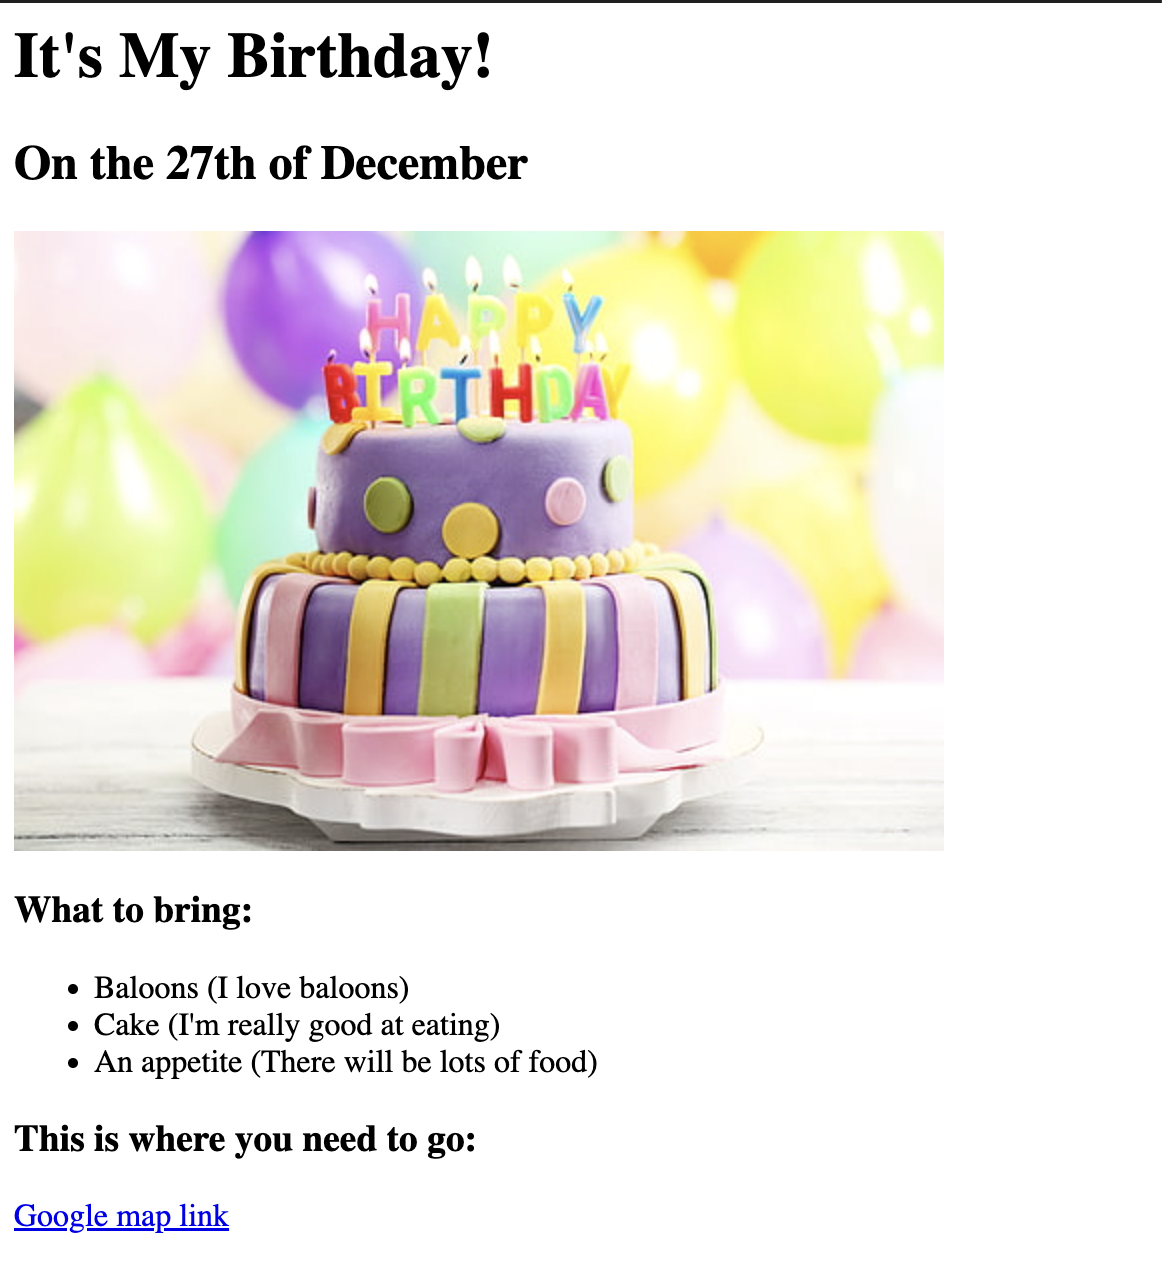 It's My Birthday!
On the 27th of December
HAPPY
BIRTHDAY
What to bring:
Baloons (I love baloons)
Cake (I'm really good at eating)
An appetite (There will be lots of food)
This is where you need to go:
Google map link